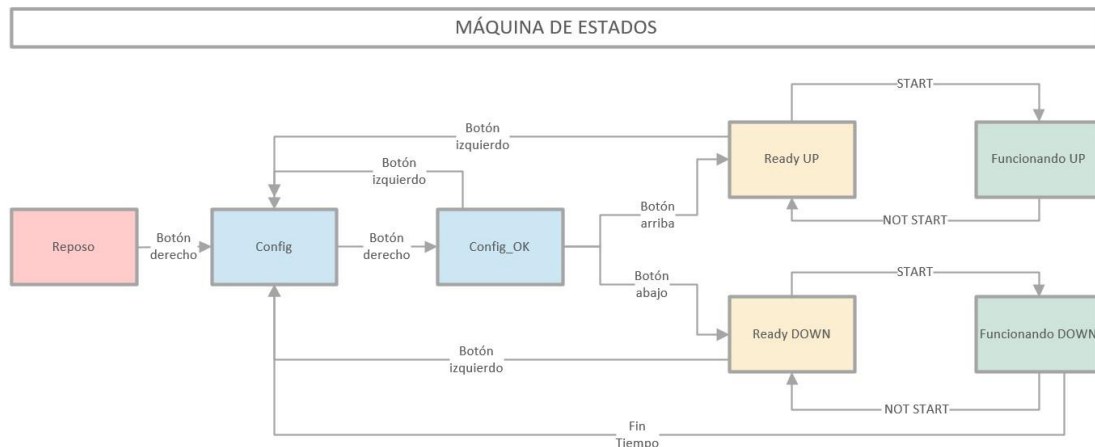 MÁQUINA DE ESTADOS
START
Botón
izquierdo
Ready UP
Funcionando UP
Botón
izquierdo
Botón
arriba
NOT START
Reposo
Botón
derecho
Config
Botón
derecho
Config_OK
Botón
abajo
START
Ready DOWN
Funcionando DOWN
Botón
izquierdo
NOT START
Fin
Tiempo